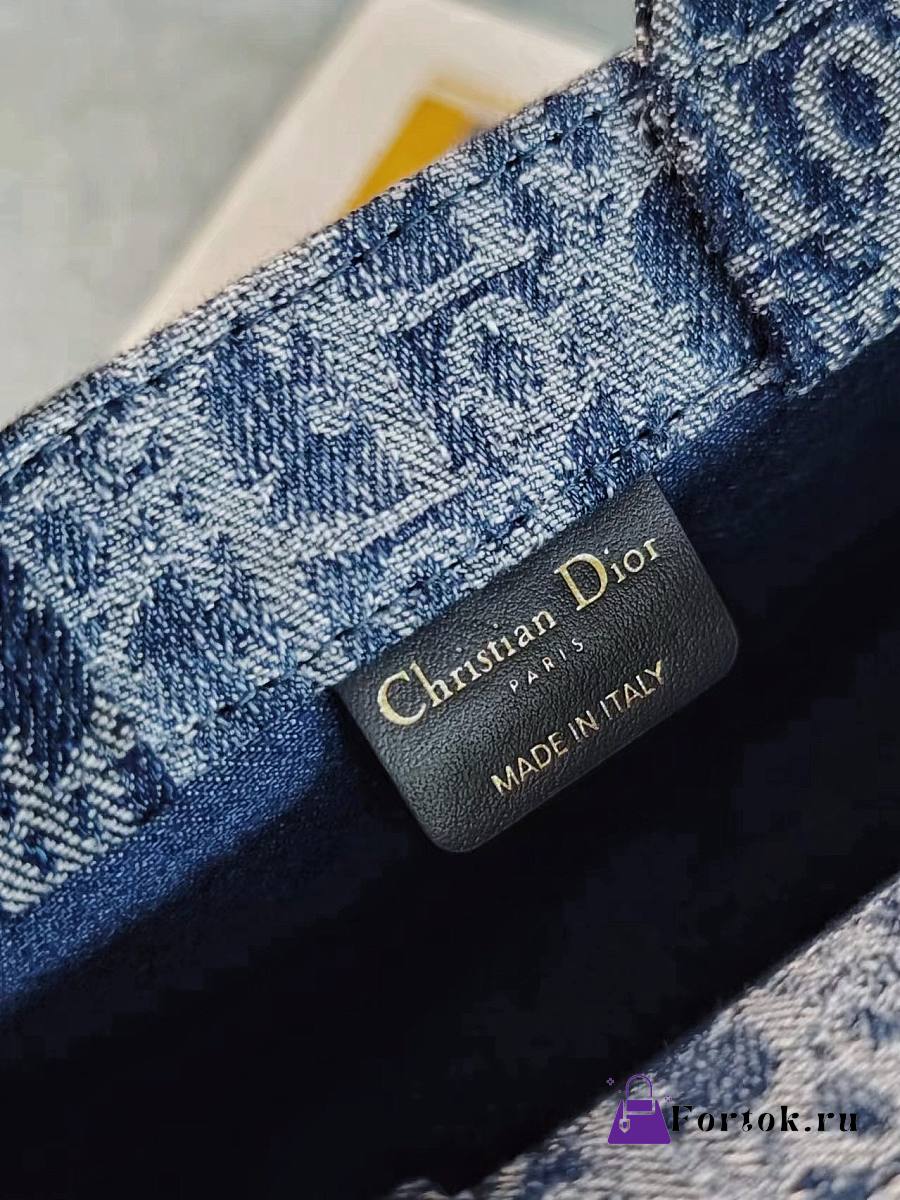 Christian Dior
PARIS
MADE IN ITALY
Fortok.ru